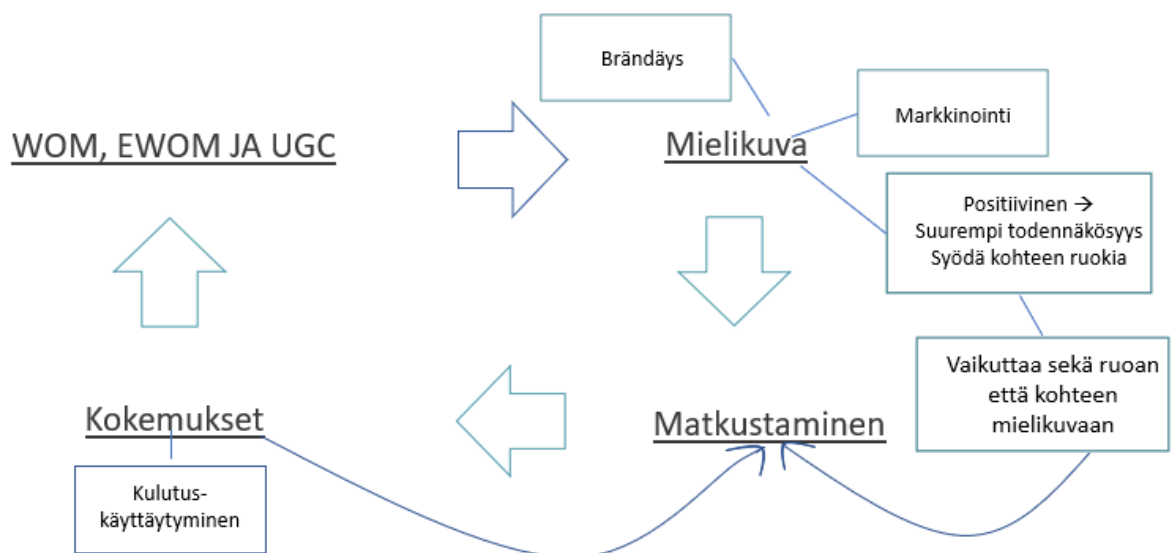 Brändäys
Markkinointi
WOM, EWOM JA UGC
Mielikuva
Positiivinen →
Suurempi todennäkösyys
Syödä kohteen ruokia
Vaikuttaa sekä ruoan
että kohteen
mielikuvaan
Kokemukset
Matkustaminen
Kulutus-
käyttäytyminen